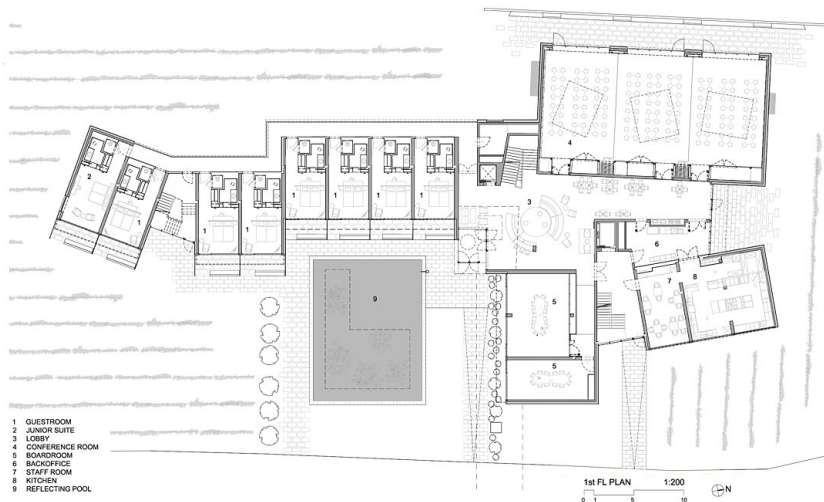 4
2
1
1
1
1
1
1
1
3
6
7
8
9
5
5
1 GUESTROOM
2 JUNIOR SUITE
3 LOBBY
4 CONFERENCE ROOM
5 BOARDROOM
6 BACKOFFICE
7 STAFF ROOM
8 KITCHEN
9 REFLECTING POOL
1st FL PLAN 1:200
N
0 1 5 10